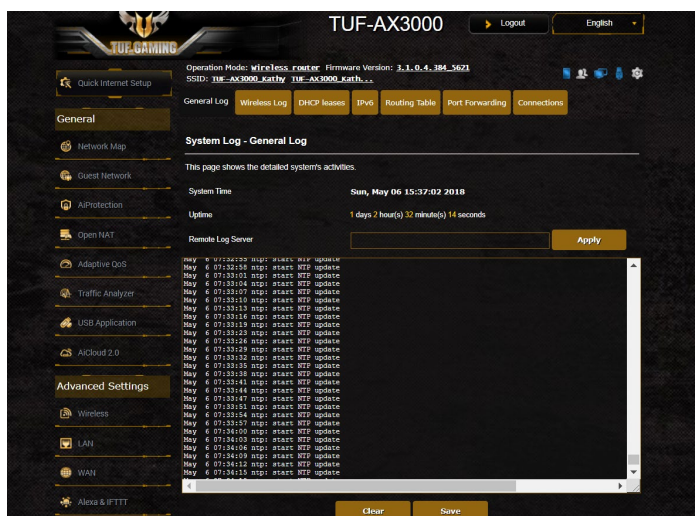 TUF-AX3000
Logout
English
TUF GAMING
Operation Mode: Wireless router Firmware Version: 3.1.0.4.384_5621
SSID: TUF-AX3000_Kathy TUF-AX3000_Kath...
Quick Internet Setup
General Log Wireless Log DHCP leases IPv6 Routing Table Port Forwarding Connections
General
Network Map
Guest Network
AiProtection
Open NAT
Adaptive QoS
Traffic Analyzer
USB Application
AiCloud 2.0
Advanced Settings
Wireless
LAN
WAN
Alexa & IFTTT
System Log - General Log
This page shows the detailed system's activities.
System Time Sun, May 06 15:37:02 2018
Uptime 1 days 2 hour(s) 32 minute(s) 14 seconds
Remote Log Server Apply
May 6 07:32:55 ntp: start NTP update
May 6 07:32:58 ntp: start NTP update
May 6 07:33:01 ntp: start NTP update
May 6 07:33:04 ntp: start NTP update
May 6 07:33:07 ntp: start NTP update
May 6 07:33:10 ntp: start NTP update
May 6 07:33:13 ntp: start NTP update
May 6 07:33:16 ntp: start NTP update
May 6 07:33:19 ntp: start NTP update
May 6 07:33:23 ntp: start NTP update
May 6 07:33:26 ntp: start NTP update
May 6 07:33:29 ntp: start NTP update
May 6 07:33:32 ntp: start NTP update
May 6 07:33:35 ntp: start NTP update
May 6 07:33:38 ntp: start NTP update
May 6 07:33:41 ntp: start NTP update
May 6 07:33:44 ntp: start NTP update
May 6 07:33:47 ntp: start NTP update
May 6 07:33:51 ntp: start NTP update
May 6 07:33:54 ntp: start NTP update
May 6 07:33:57 ntp: start NTP update
May 6 07:34:00 ntp: start NTP update
May 6 07:34:03 ntp: start NTP update
May 6 07:34:06 ntp: start NTP update
May 6 07:34:09 ntp: start NTP update
May 6 07:34:12 ntp: start NTP update
May 6 07:34:15 ntp: start NTP update
Clear Save